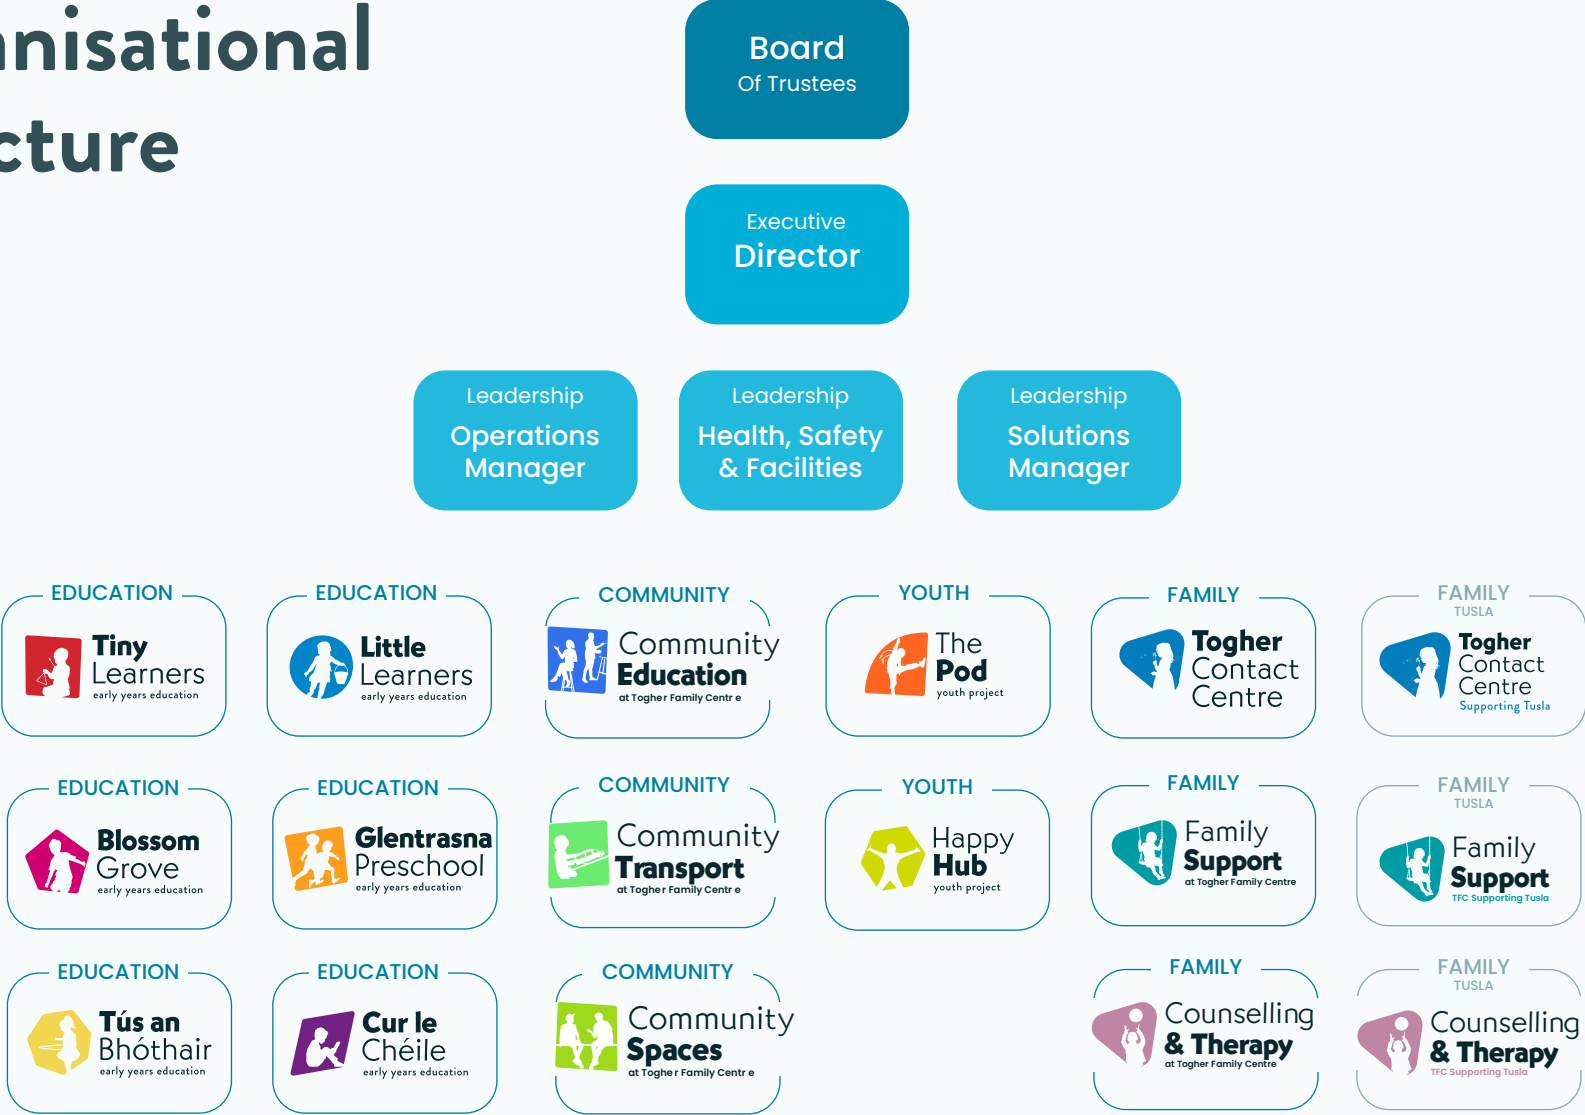 anisational
cture
Board
Of Trustees
Executive
Director
Leadership
Operations
Manager
Leadership
Health, Safety
& Facilities
Leadership
Solutions
Manager
EDUCATION
Tiny
Learners
early years education
EDUCATION
Little
Learners
early years education
COMMUNITY
Community
Education
at Togher Family Centre
YOUTH
The
Pod
youth project
FAMILY
Togher
Contact
Centre
FAMILY
TUSLA
Togher
Contact
Centre
Supporting Tusla
EDUCATION
Blossom
Grove
early years education
EDUCATION
Glentrasna
Preschool
early years education
COMMUNITY
Community
Transport
at Togher Family Centre
YOUTH
Happy
Hub
youth project
FAMILY
Family
Support
at Togher Family Centre
FAMILY
TUSLA
Family
Support
TFC Supporting Tusla
EDUCATION
Tús an
Bhóthair
early years education
EDUCATION
Cur le
Chéile
early years education
COMMUNITY
Community
Spaces
at Togher Family Centre
FAMILY
Counselling
& Therapy
at Togher Family Centre
FAMILY
TUSLA
Counselling
& Therapy
TFC Supporting Tusla